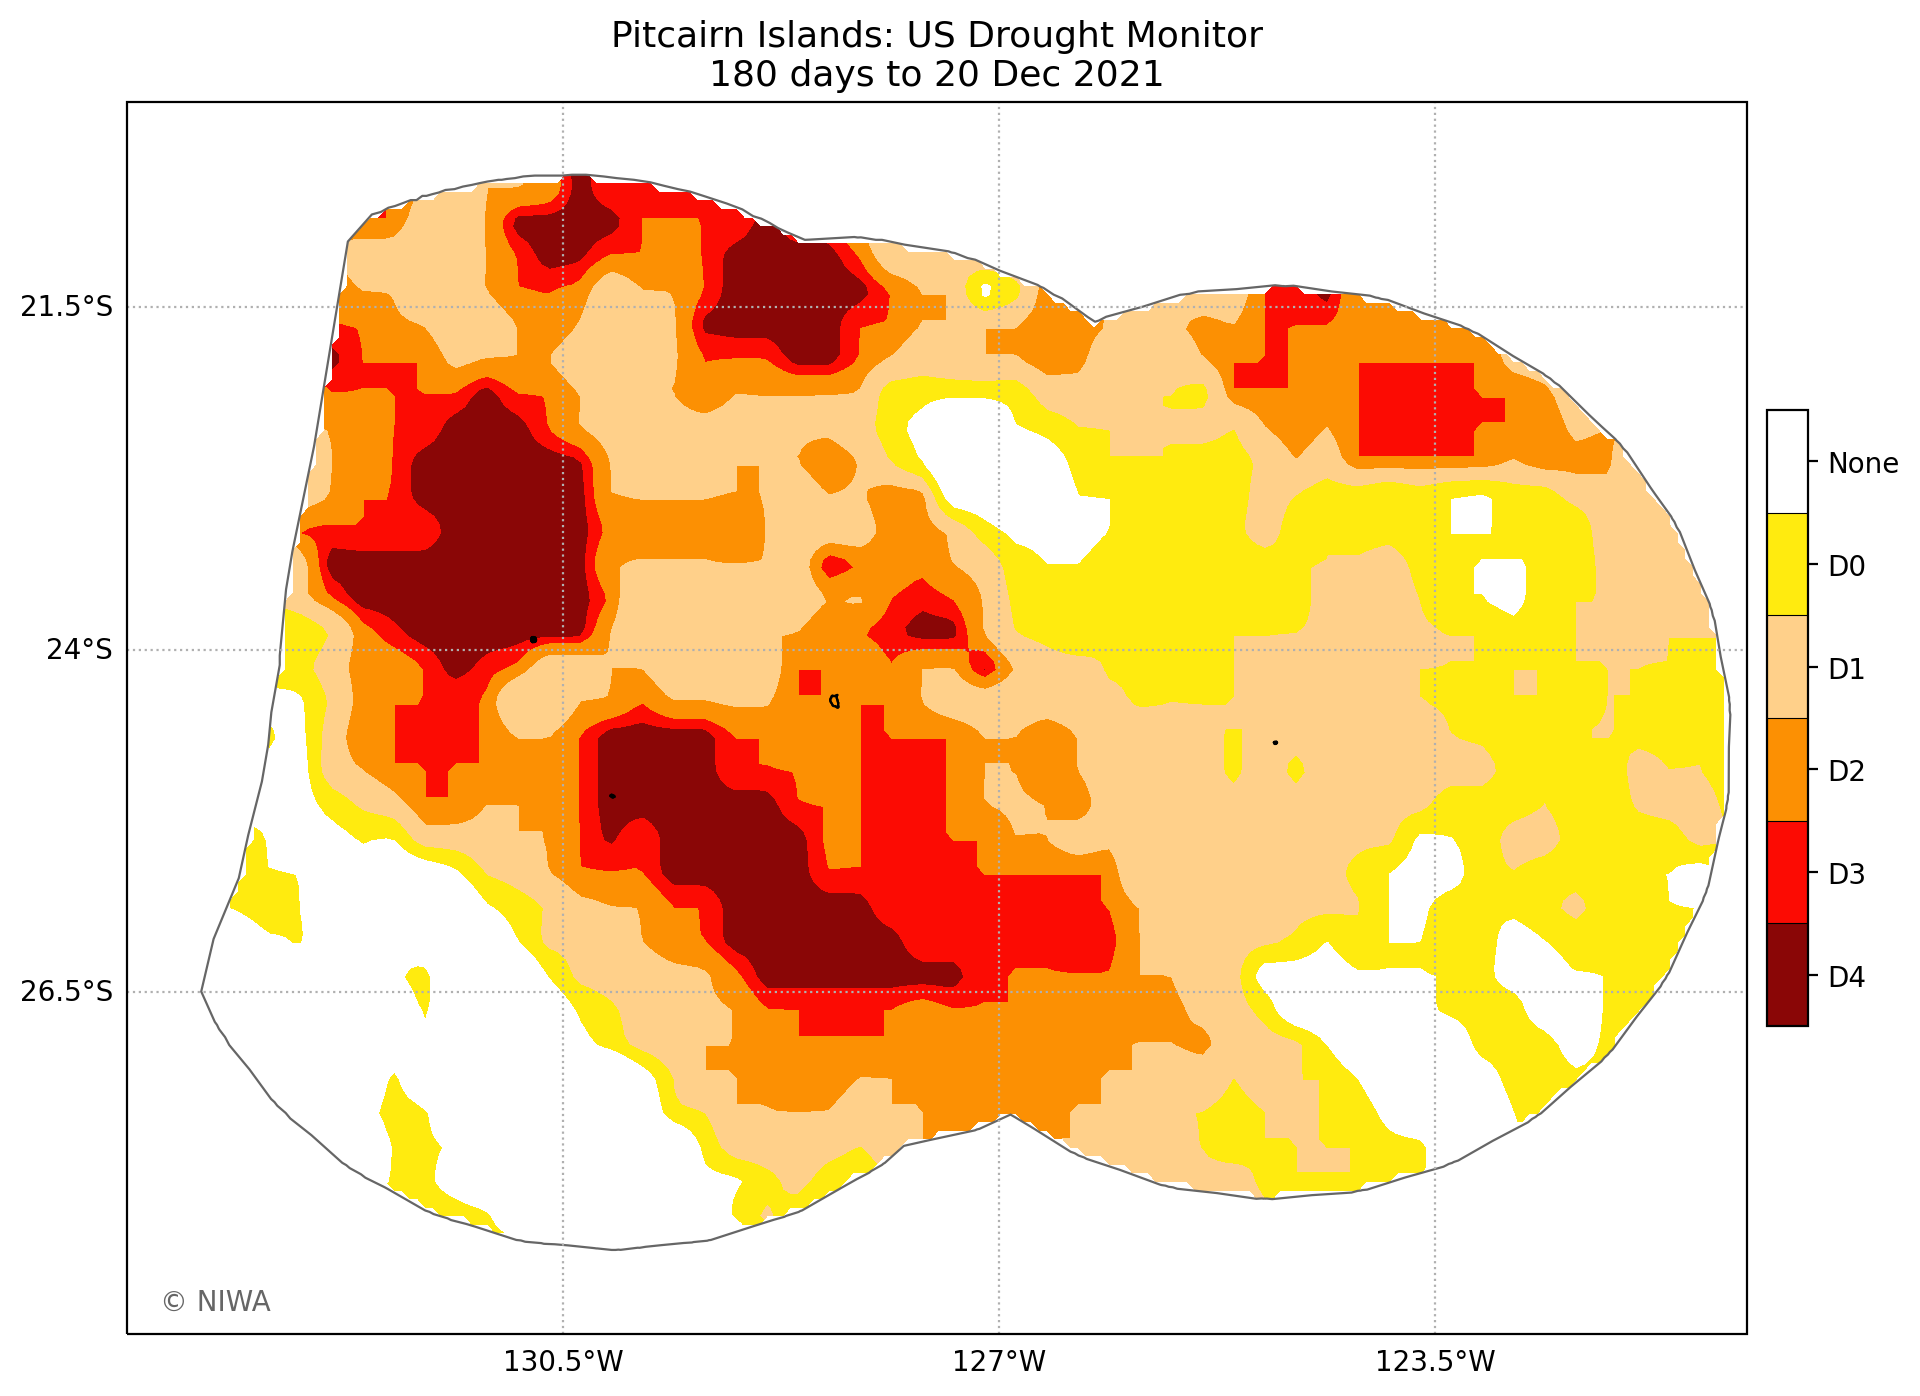 Pitcairn Islands: US Drought Monitor
180 days to 20 Dec 2021
21.5°S
24°S
26.5°S
130.5°W
127°W
123.5°W
None
D0
D1
D2
D3
D4
© NIWA